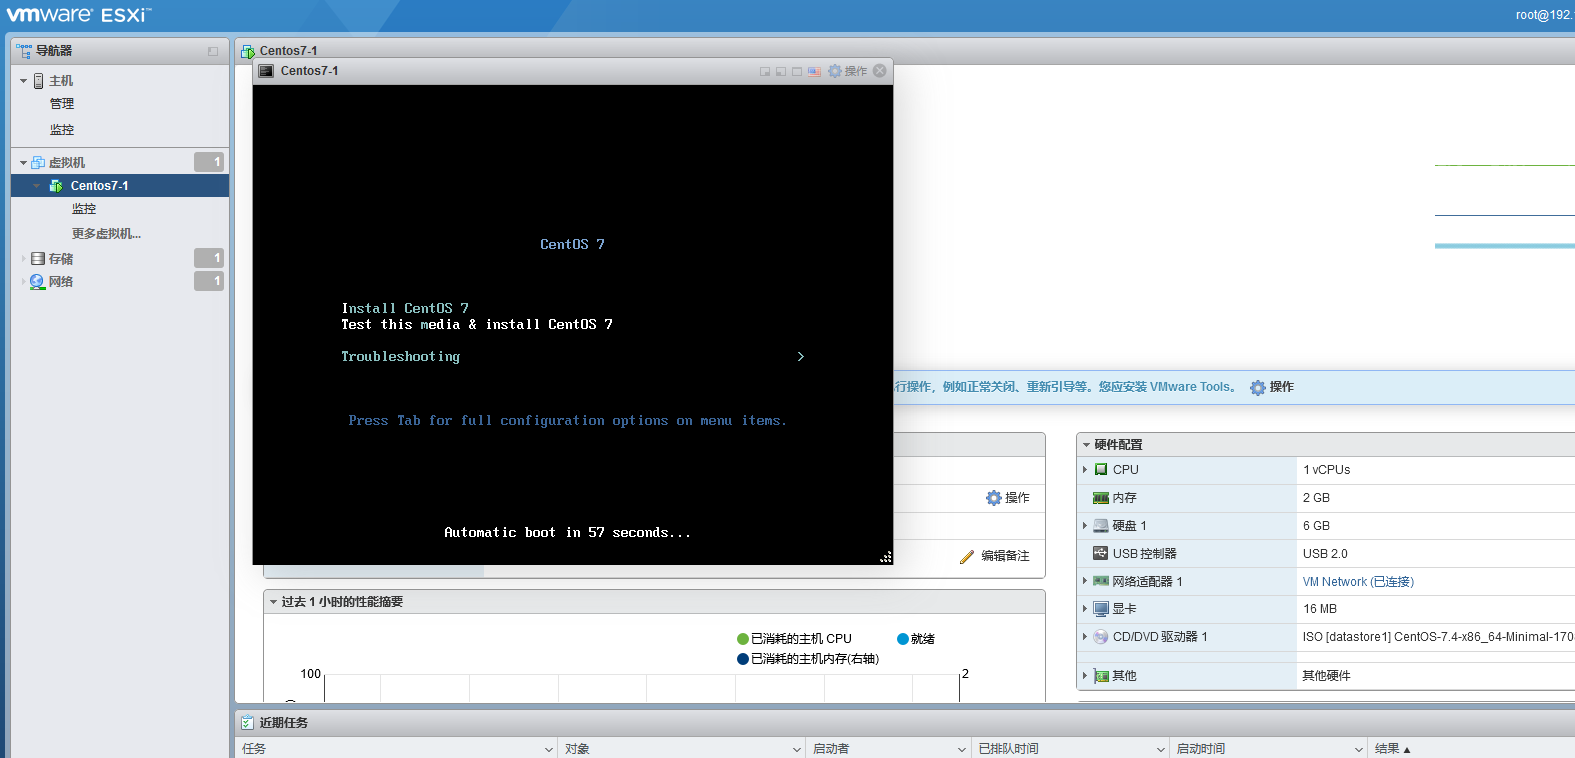 vmware ESXi™
root@192.
导航器
主机
管理
监控
虚拟机 1
Centos7-1
监控
更多虚拟机...
存储 1
网络 1
Centos7-1
Centos7-1 操作
CentOS 7
Install CentOS 7
Test this media & install CentOS 7
Troubleshooting >
Press Tab for full configuration options on menu items.
Automatic boot in 57 seconds...
行操作，例如正常关闭、重新引导等。您应安装 VMware Tools。 操作
操作
编辑备注
硬件配置
CPU 1 vCPUs
内存 2 GB
硬盘 1 6 GB
USB 控制器 USB 2.0
网络适配器 1 VM Network (已连接)
显卡 16 MB
CD/DVD 驱动器 1 ISO [datastore1] CentOS-7.4-x86_64-Minimal-170
其他 其他硬件
过去 1 小时的性能摘要
已消耗的主机 CPU 就绪
已消耗的主机内存(右轴)
100 2
近期任务
任务 对象 启动者 已排队时间 启动时间 结果 ▲